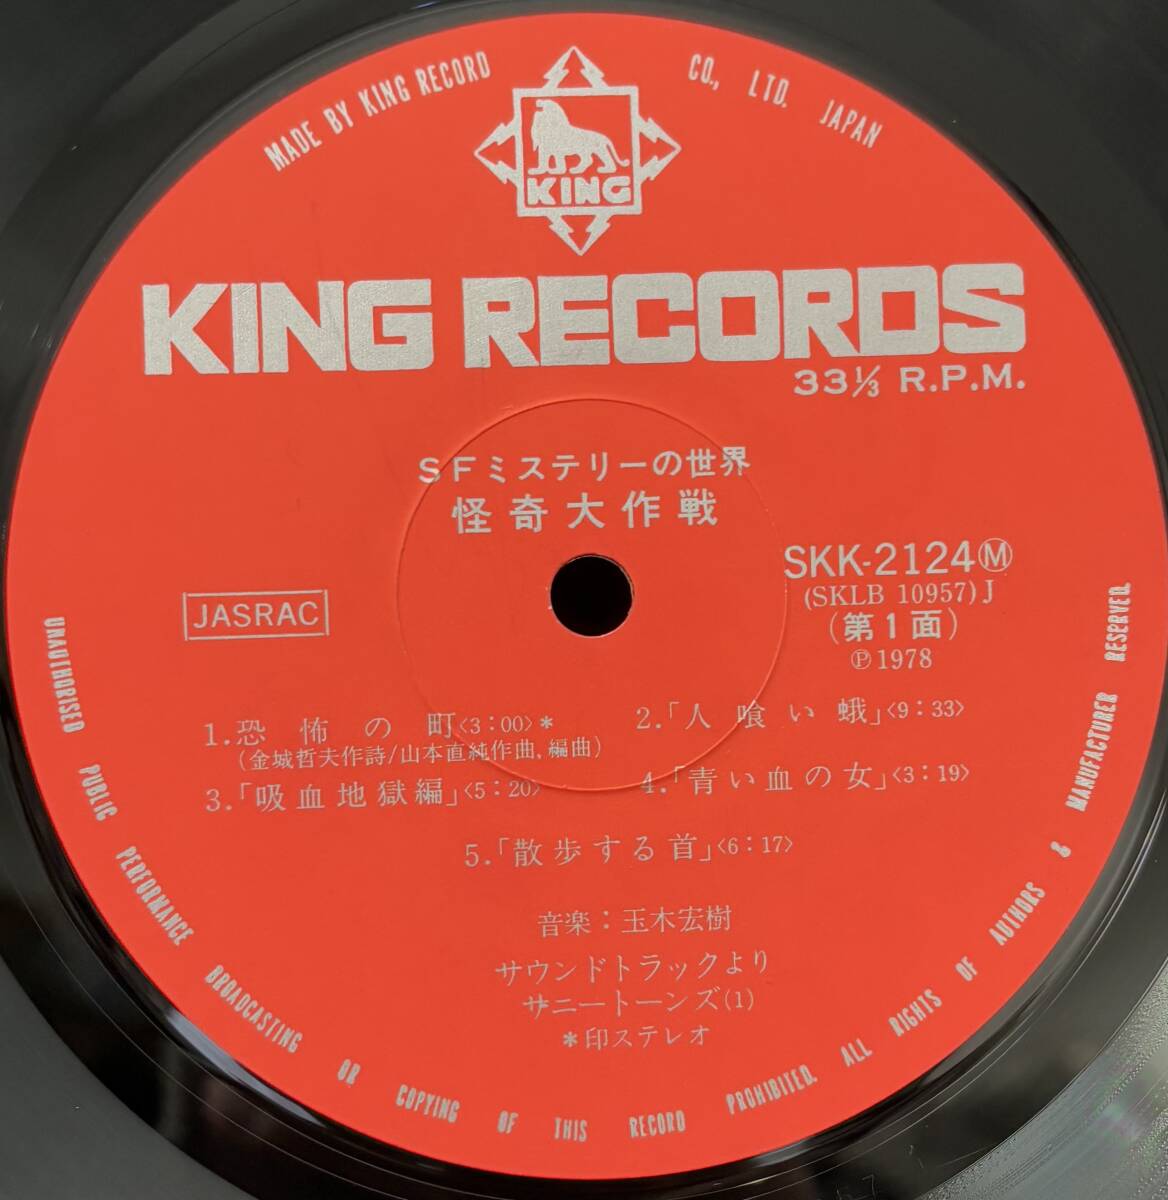 MADE BY KING RECORD CO., LTD. JAPAN
KING
KING RECORDS
33⅓ R.P.M.
SFミステリーの世界
怪奇大作戦
SKK-2124Ⓜ
(SKLB 10957)J
(第1面)
Ⓟ1978
JASRAC
1.恐怖の町<3:00>*
(金城哲夫作詩/山本直純作曲,編曲)
2.「人喰い蛾」<9:33>
3.「吸血地獄編」<5:20>
4.「青い血の女」<3:19>
5.「散歩する首」<6:17>
音楽:玉木宏樹
サウンドトラックより
サニートーンズ(1)
*印ステレオ
UNAUTHORISED PUBLIC PERFORMANCE BROADCASTING OR COPYING OF THIS RECORD PROHIBITED. ALL RIGHTS OF AUTHORS & MANUFACTURER RESERVED.